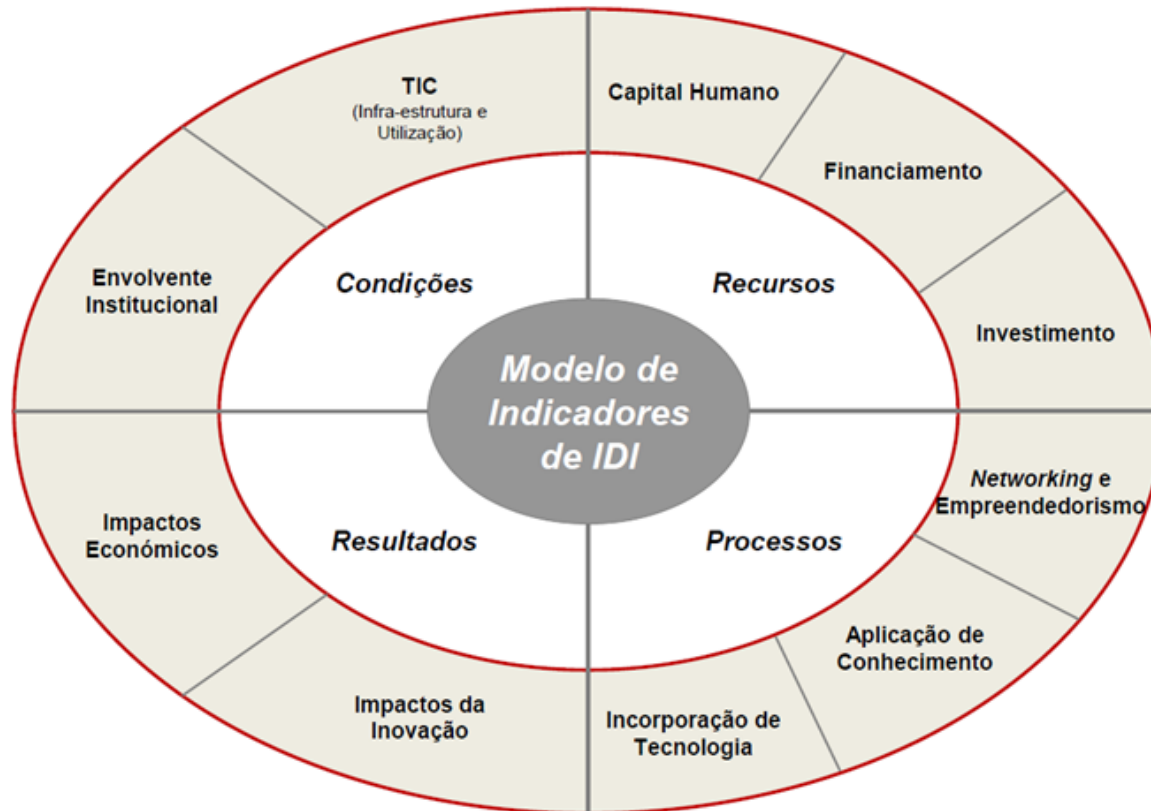 TIC
(Infra-estrutura e
Utilização)
Capital Humano
Financiamento
Investimento
Envolvente
Institucional
Condições
Recursos
Modelo de
Indicadores
de IDI
Resultados
Processos
Networking e
Empreendedorismo
Aplicação de
Conhecimento
Incorporação de
Tecnologia
Impactos da
Inovação
Impactos
Económicos